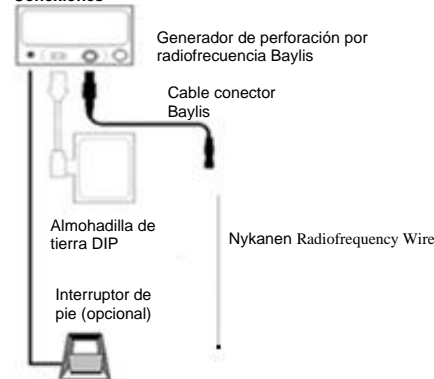 Conexiones
Generador de perforación por
radiofrecuencia Baylis
Cable conector
Baylis
Almohadilla de
tierra DIP
Nykanen Radiofrequency Wire
Interruptor de
pie (opcional)